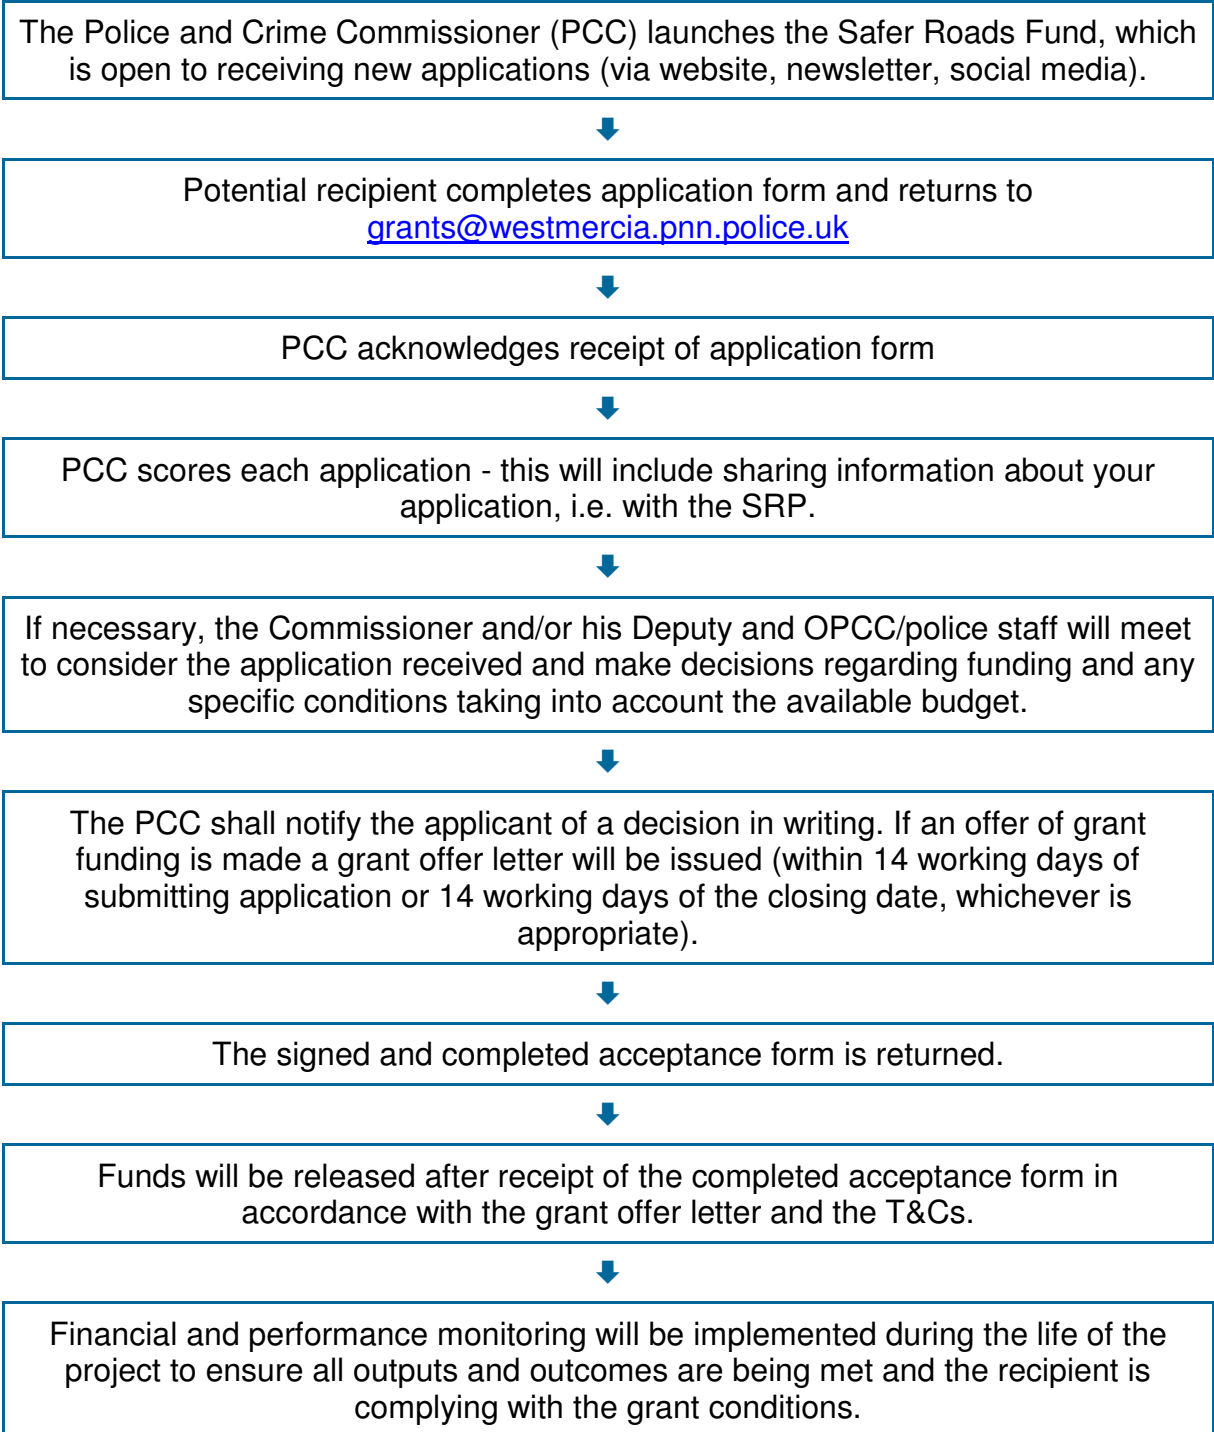 The Police and Crime Commissioner (PCC) launches the Safer Roads Fund, which
is open to receiving new applications (via website, newsletter, social media).
Potential recipient completes application form and returns to
grants@westmercia.pnn.police.uk
PCC acknowledges receipt of application form
PCC scores each application - this will include sharing information about your
application, i.e. with the SRP.
If necessary, the Commissioner and/or his Deputy and OPCC/police staff will meet
to consider the application received and make decisions regarding funding and any
specific conditions taking into account the available budget.
The PCC shall notify the applicant of a decision in writing. If an offer of grant
funding is made a grant offer letter will be issued (within 14 working days of
submitting application or 14 working days of the closing date, whichever is
appropriate).
The signed and completed acceptance form is returned.
Funds will be released after receipt of the completed acceptance form in
accordance with the grant offer letter and the T&Cs.
Financial and performance monitoring will be implemented during the life of the
project to ensure all outputs and outcomes are being met and the recipient is
complying with the grant conditions.